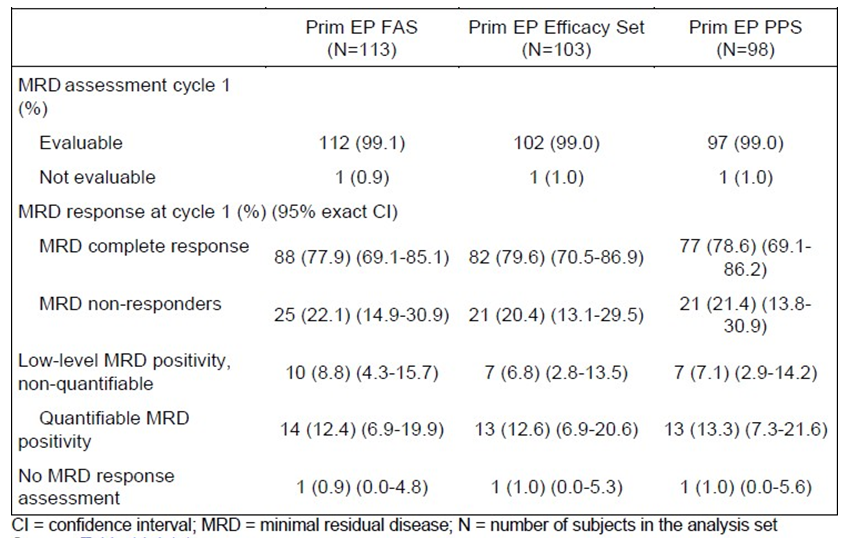 Prim EP FAS Prim EP Efficacy Set Prim EP PPS
(N=113) (N=103) (N=98)
MRD assessment cycle 1
(%)
Evaluable 112 (99.1) 102 (99.0) 97 (99.0)
Not evaluable 1 (0.9) 1 (1.0) 1 (1.0)
MRD response at cycle 1 (%) (95% exact CI)
MRD complete response 88 (77.9) (69.1-85.1) 82 (79.6) (70.5-86.9) 77 (78.6) (69.1-
86.2)
MRD non-responders 25 (22.1) (14.9-30.9) 21 (20.4) (13.1-29.5) 21 (21.4) (13.8-
30.9)
Low-level MRD positivity,
non-quantifiable 10 (8.8) (4.3-15.7) 7 (6.8) (2.8-13.5) 7 (7.1) (2.9-14.2)
Quantifiable MRD
positivity 14 (12.4) (6.9-19.9) 13 (12.6) (6.9-20.6) 13 (13.3) (7.3-21.6)
No MRD response
assessment 1 (0.9) (0.0-4.8) 1 (1.0) (0.0-5.3) 1 (1.0) (0.0-5.6)
CI = confidence interval; MRD = minimal residual disease; N = number of subjects in the analysis set